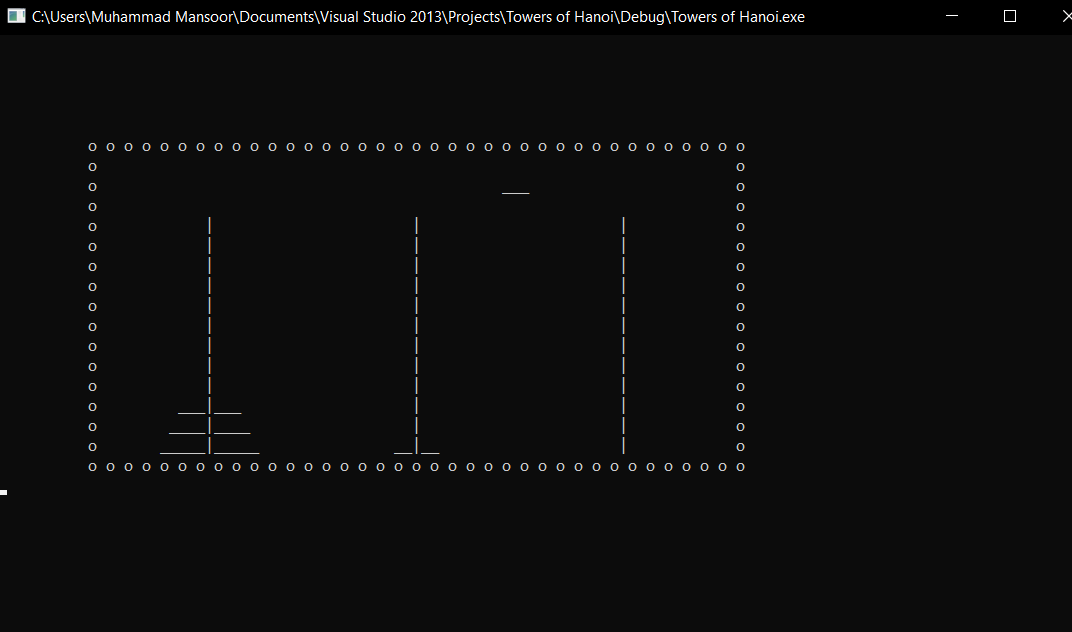 C:\Users\Muhammad Mansoor\Documents\Visual Studio 2013\Projects\Towers of Hanoi\Debug\Towers of Hanoi.exe
o o o o o o o o o o o o o o o o o o o o o o o o o o o o o o o o o o o o o
o                                                                       o
o                                             ___                       o
o                                                                       o
o            |                      |                      |            o
o            |                      |                      |            o
o            |                      |                      |            o
o            |                      |                      |            o
o            |                      |                      |            o
o            |                      |                      |            o
o            |                      |                      |            o
o            |                      |                      |            o
o            |                      |                      |            o
o         ___|___                   |                      |            o
o        ____|____                  |                      |            o
o       _____|_____               __|__                    |            o
o o o o o o o o o o o o o o o o o o o o o o o o o o o o o o o o o o o o o